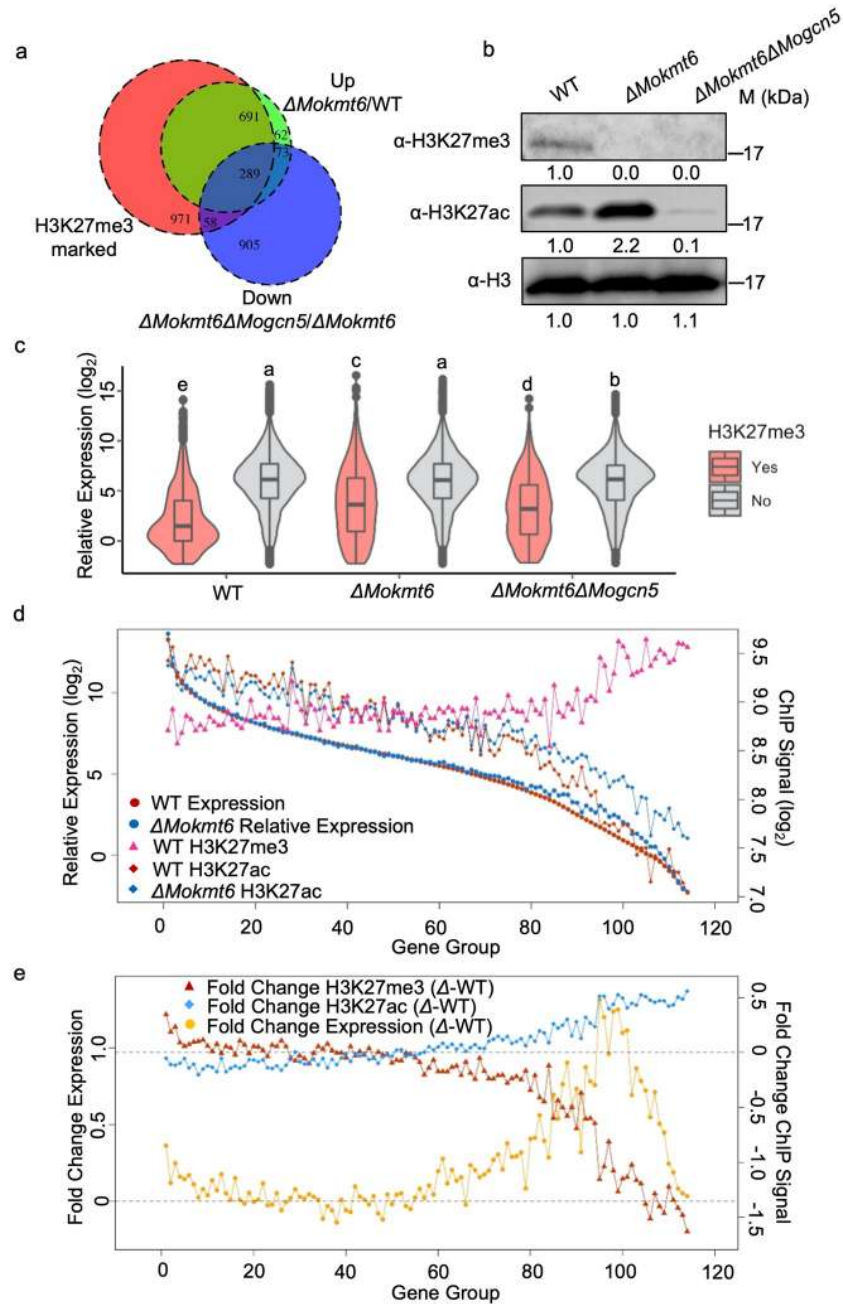 a
Up
ΔMokmt6/WT
691
62
73
289
971
58
905
H3K27me3
marked
Down
ΔMokmt6ΔMogcn5/ΔMokmt6
b
WT
ΔMokmt6
ΔMokmt6ΔMogcn5
M (kDa)
α-H3K27me3
17
1.0 0.0 0.0
α-H3K27ac
17
1.0 2.2 0.1
α-H3
17
1.0 1.0 1.1
c
Relative Expression (log2)
15
10
5
0
e a c a d b
WT ΔMokmt6 ΔMokmt6ΔMogcn5
H3K27me3
Yes
No
d
Relative Expression (log2)
10
5
0
WT Expression
ΔMokmt6 Relative Expression
WT H3K27me3
WT H3K27ac
ΔMokmt6 H3K27ac
9.5
9.0
8.5
8.0
7.5
7.0
ChIP Signal (log2)
0 20 40 60 80 100 120
Gene Group
e
Fold Change H3K27me3 (Δ-WT)
Fold Change H3K27ac (Δ-WT)
Fold Change Expression (Δ-WT)
Fold Change Expression
1.0
0.5
0
0.5
0
-0.5
-1
-1.5
Fold Change ChIP Signal
0 20 40 60 80 100 120
Gene Group